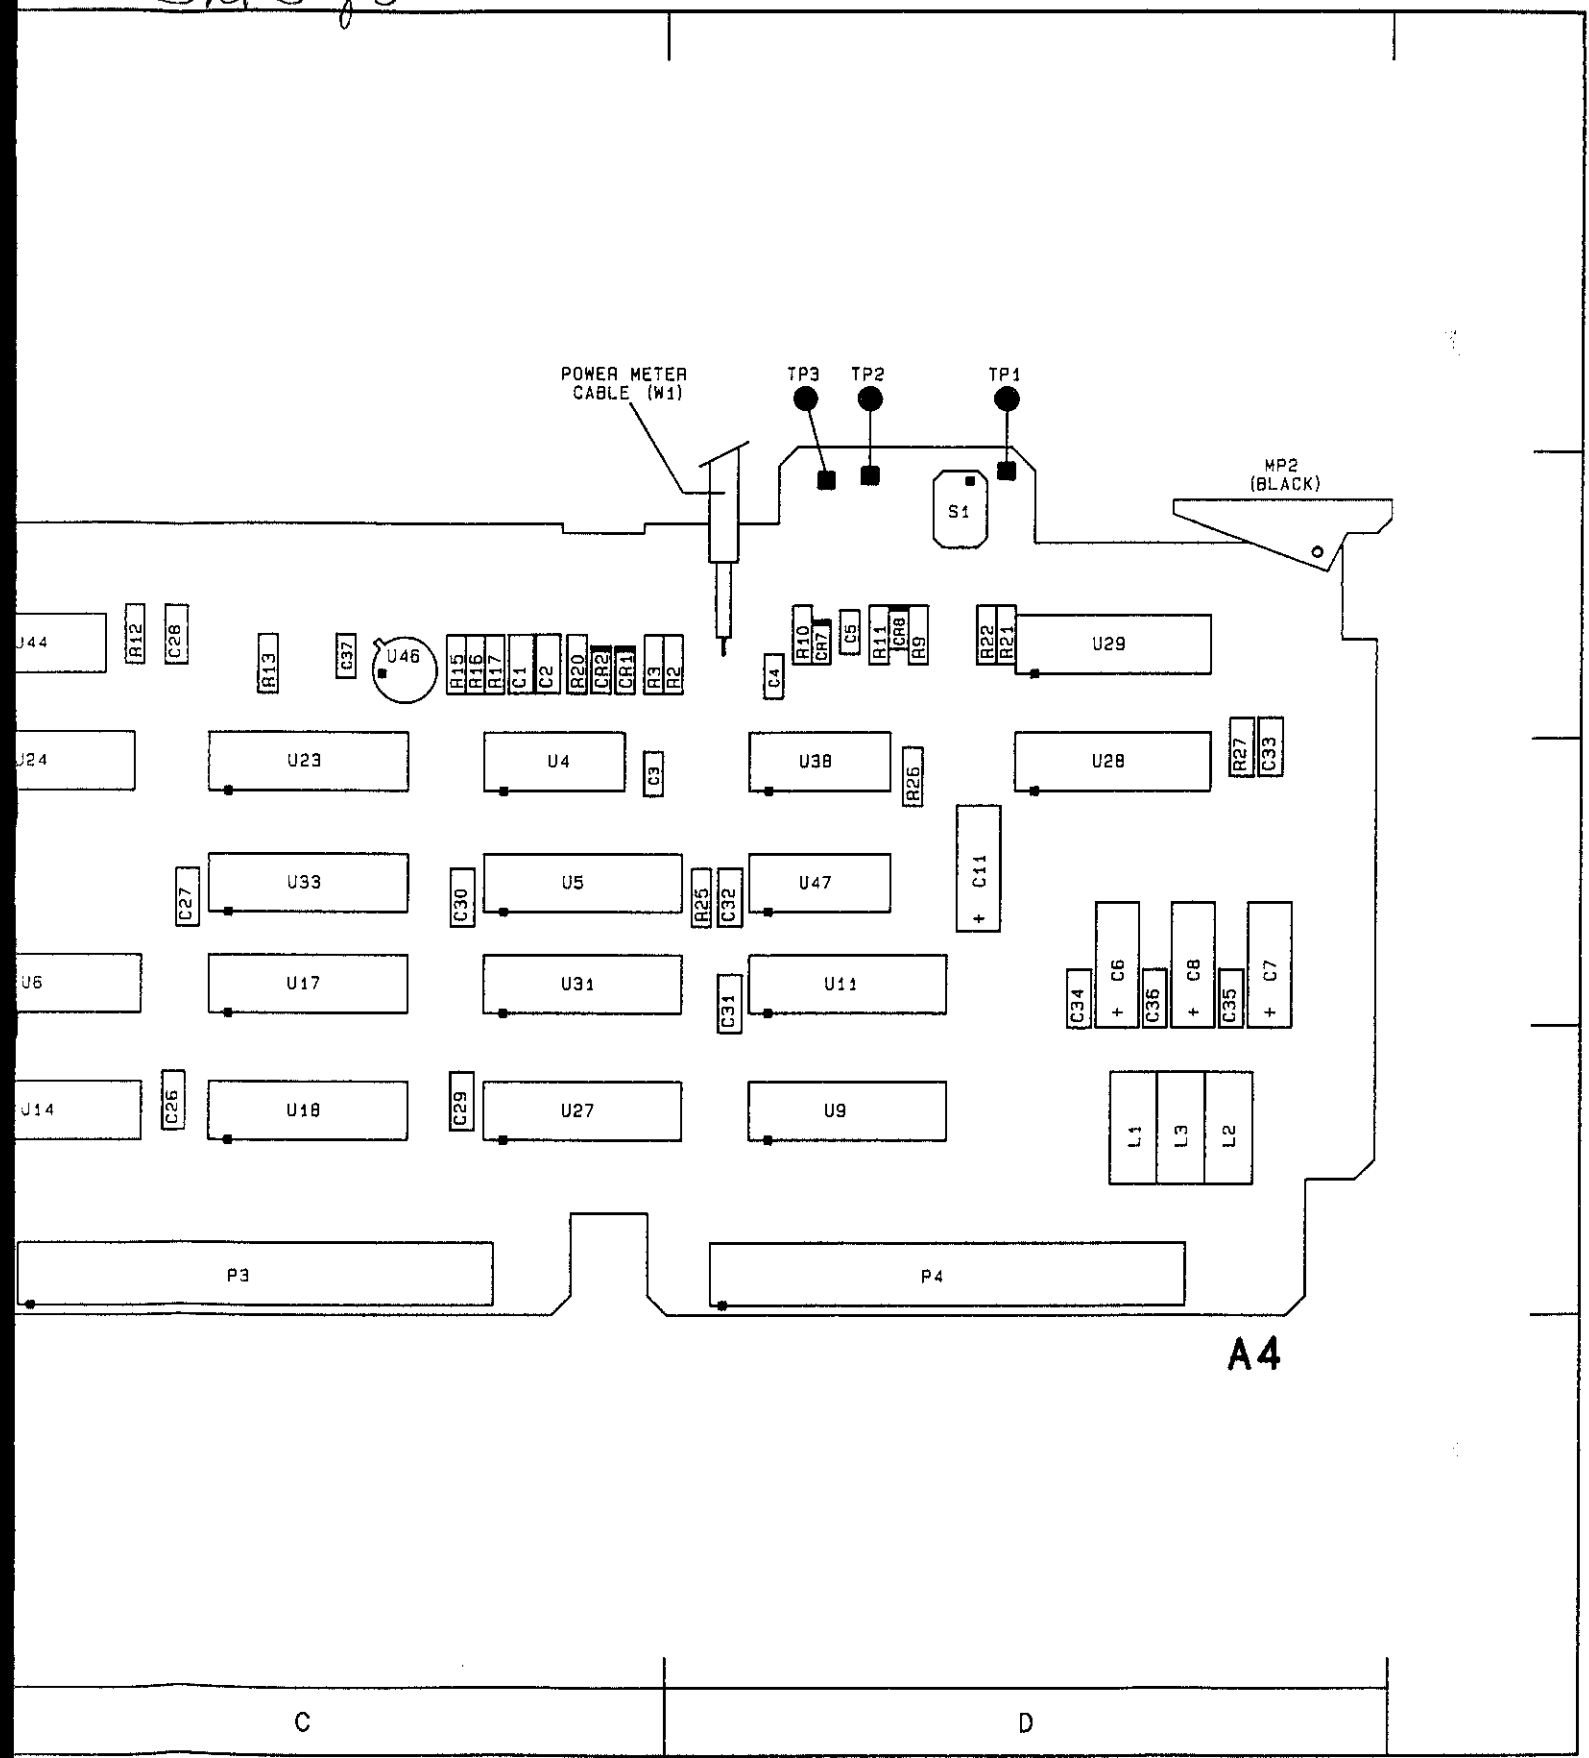 POWER METER
CABLE (W1)
TP3 TP2 TP1
MP2
(BLACK)
S1
R12 C28 R13 C37 U46 R15 R16 R17 C1 C2 R20 CR2 CR1 R3 R2 C4 R10 CR7 C5 R11 CR8 R9 R22 R21 U29
U44
U24 U23 U4 C3 U38 R26 U28 R27 C33
C27 U33 C30 U5 R25 C32 U47 + C11
U6 U17 U31 C31 U11 C34 + C6 C36 + C8 C35 + C7
U14 C26 U18 C29 U27 U9 L1 L3 L2
P3 P4
A4
C D